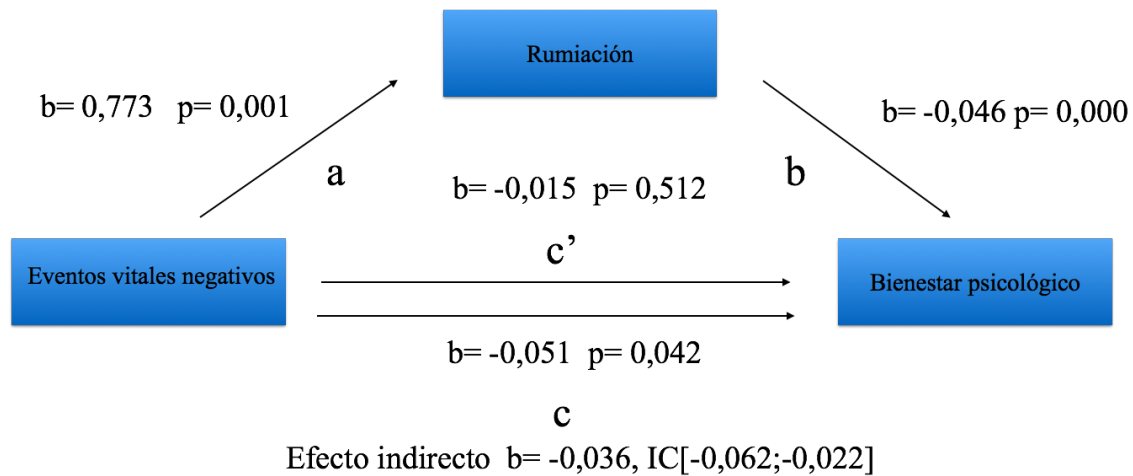 Rumiación
b= 0,773   p= 0,001
b= -0,046 p= 0,000
a
b= -0,015  p= 0,512
b
c’
Eventos vitales negativos
Bienestar psicológico
b= -0,051  p= 0,042
c
Efecto indirecto  b= -0,036, IC[-0,062;-0,022]